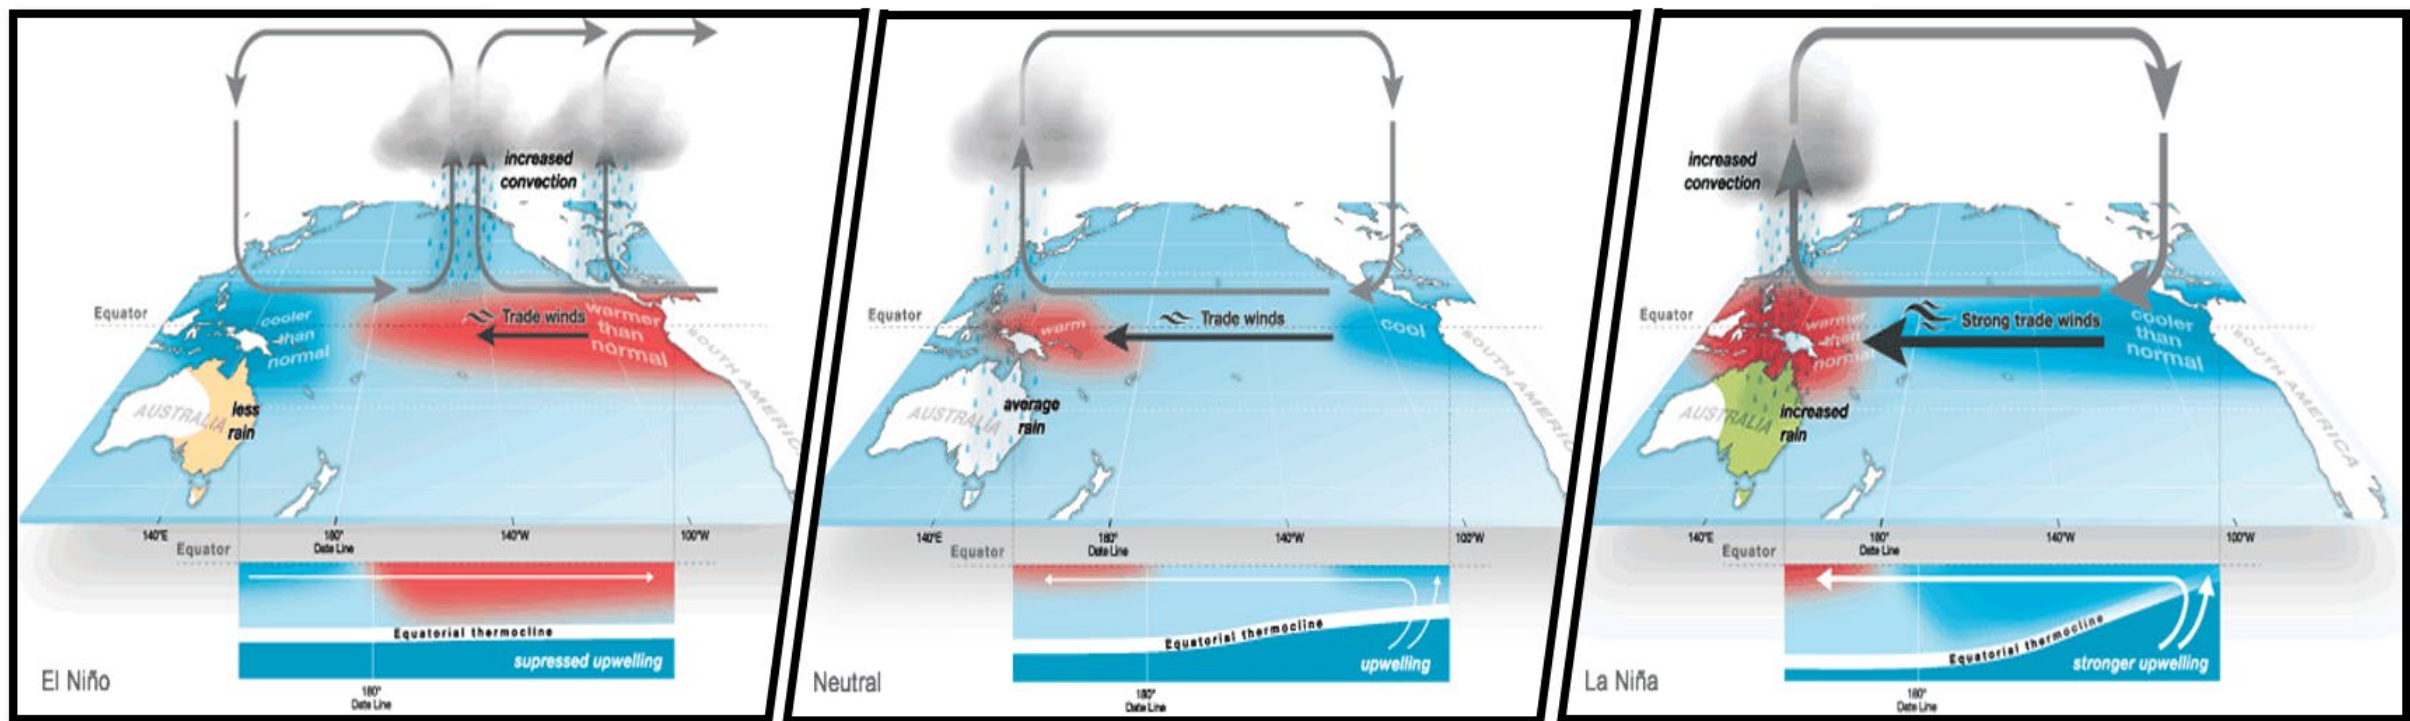 increased
convection
Equator
Trade winds
cooler
than
normal
warmer
than
normal
SOUTH AMERICA
AUSTRALIA
less
rain
140°E
180°
Date Line
140°W
100°W
Equator
Equatorial thermocline
supressed upwelling
El Niño
180°
Date Line
Equator
warm
Trade winds
cool
SOUTH AMERICA
AUSTRALIA
average
rain
140°E
180°
Date Line
140°W
100°W
Equator
Equatorial thermocline
upwelling
Neutral
180°
Date Line
increased
convection
Equator
warmer
than
normal
Strong trade winds
cooler
than
normal
SOUTH AMERICA
AUSTRALIA
increased
rain
140°E
180°
Date Line
140°W
100°W
Equator
Equatorial thermocline
stronger upwelling
La Niña
180°
Date Line